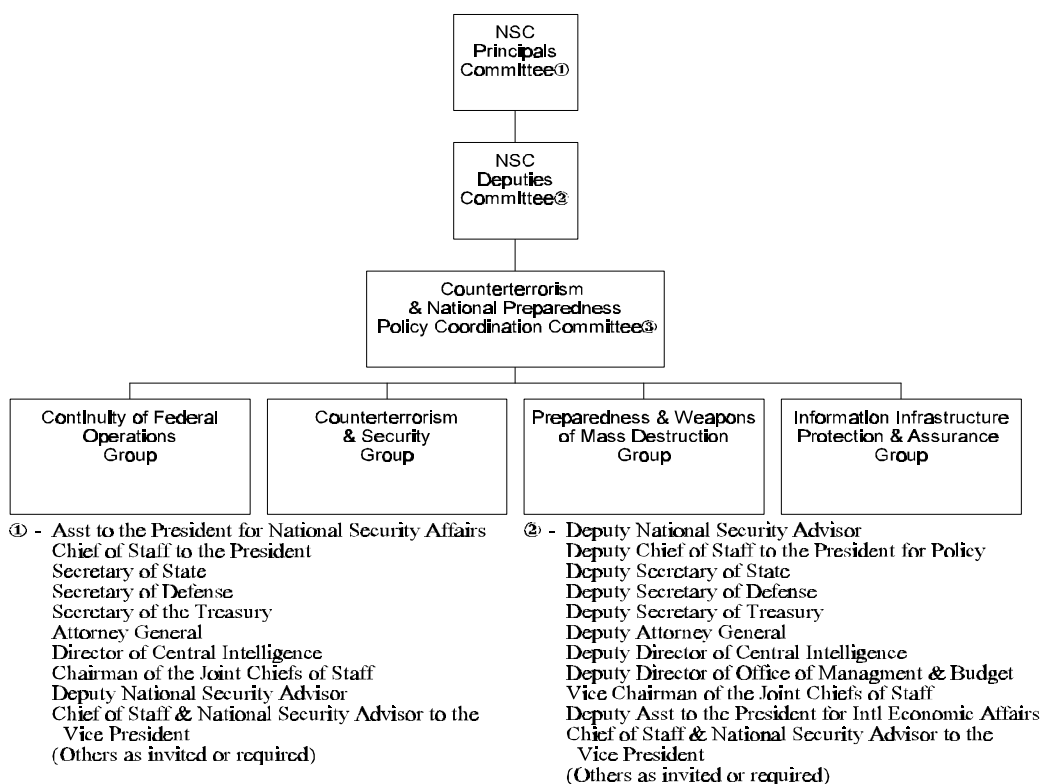 NSC
Principals
Committee①
NSC
Deputies
Committee②
Counterterrorism
& National Preparedness
Policy Coordination Committee③
Continuity of Federal
Operations
Group
Counterterrorism
& Security
Group
Preparedness & Weapons
of Mass Destruction
Group
Information Infrastructure
Protection & Assurance
Group
① - Asst to the President for National Security Affairs
Chief of Staff to the President
Secretary of State
Secretary of Defense
Secretary of the Treasury
Attorney General
Director of Central Intelligence
Chairman of the Joint Chiefs of Staff
Deputy National Security Advisor
Chief of Staff & National Security Advisor to the
Vice President
(Others as invited or required)
② - Deputy National Security Advisor
Deputy Chief of Staff to the President for Policy
Deputy Secretary of State
Deputy Secretary of Defense
Deputy Secretary of Treasury
Deputy Attorney General
Deputy Director of Central Intelligence
Deputy Director of Office of Managment & Budget
Vice Chairman of the Joint Chiefs of Staff
Deputy Asst to the President for Intl Economic Affairs
Chief of Staff & National Security Advisor to the
Vice President
(Others as invited or required)